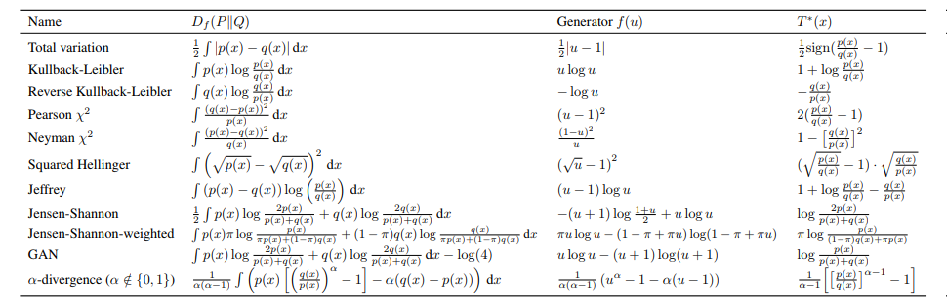 Name D_f(P∥Q) Generator f(u) T*(x)
Total variation ½ ∫ |p(x) − q(x)| dx ½|u − 1| ½sign(p(x)/q(x) − 1)
Kullback-Leibler ∫ p(x) log p(x)/q(x) dx u log u 1 + log p(x)/q(x)
Reverse Kullback-Leibler ∫ q(x) log q(x)/p(x) dx − log u −q(x)/p(x)
Pearson χ² ∫ (q(x)−p(x))²/p(x) dx (u − 1)² 2(p(x)/q(x) − 1)
Neyman χ² ∫ (p(x)−q(x))²/q(x) dx (1−u)²/u 1 − [q(x)/p(x)]²
Squared Hellinger ∫ (√p(x) − √q(x))² dx (√u − 1)² (√(p(x)/q(x)) − 1) · √(q(x)/p(x))
Jeffrey ∫ (p(x) − q(x)) log (p(x)/q(x)) dx (u − 1) log u 1 + log p(x)/q(x) − q(x)/p(x)
Jensen-Shannon ½ ∫ p(x) log 2p(x)/(p(x)+q(x)) + q(x) log 2q(x)/(p(x)+q(x)) dx −(u + 1) log (1+u)/2 + u log u log 2p(x)/(p(x)+q(x))
Jensen-Shannon-weighted ∫ p(x)π log p(x)/(πp(x)+(1−π)q(x)) + (1 − π)q(x) log q(x)/(πp(x)+(1−π)q(x)) dx πu log u − (1 − π + πu) log(1 − π + πu) π log p(x)/((1−π)q(x)+πp(x))
GAN ∫ p(x) log 2p(x)/(p(x)+q(x)) + q(x) log 2q(x)/(p(x)+q(x)) dx − log(4) u log u − (u + 1) log(u + 1) log p(x)/(p(x)+q(x))
α-divergence (α ∉ {0, 1}) 1/(α(α−1)) ∫ (p(x) [(q(x)/p(x))^α − 1] − α(q(x) − p(x))) dx 1/(α(α−1)) (u^α − 1 − α(u − 1)) 1/(α−1) [[p(x)/q(x)]^(α−1) − 1]